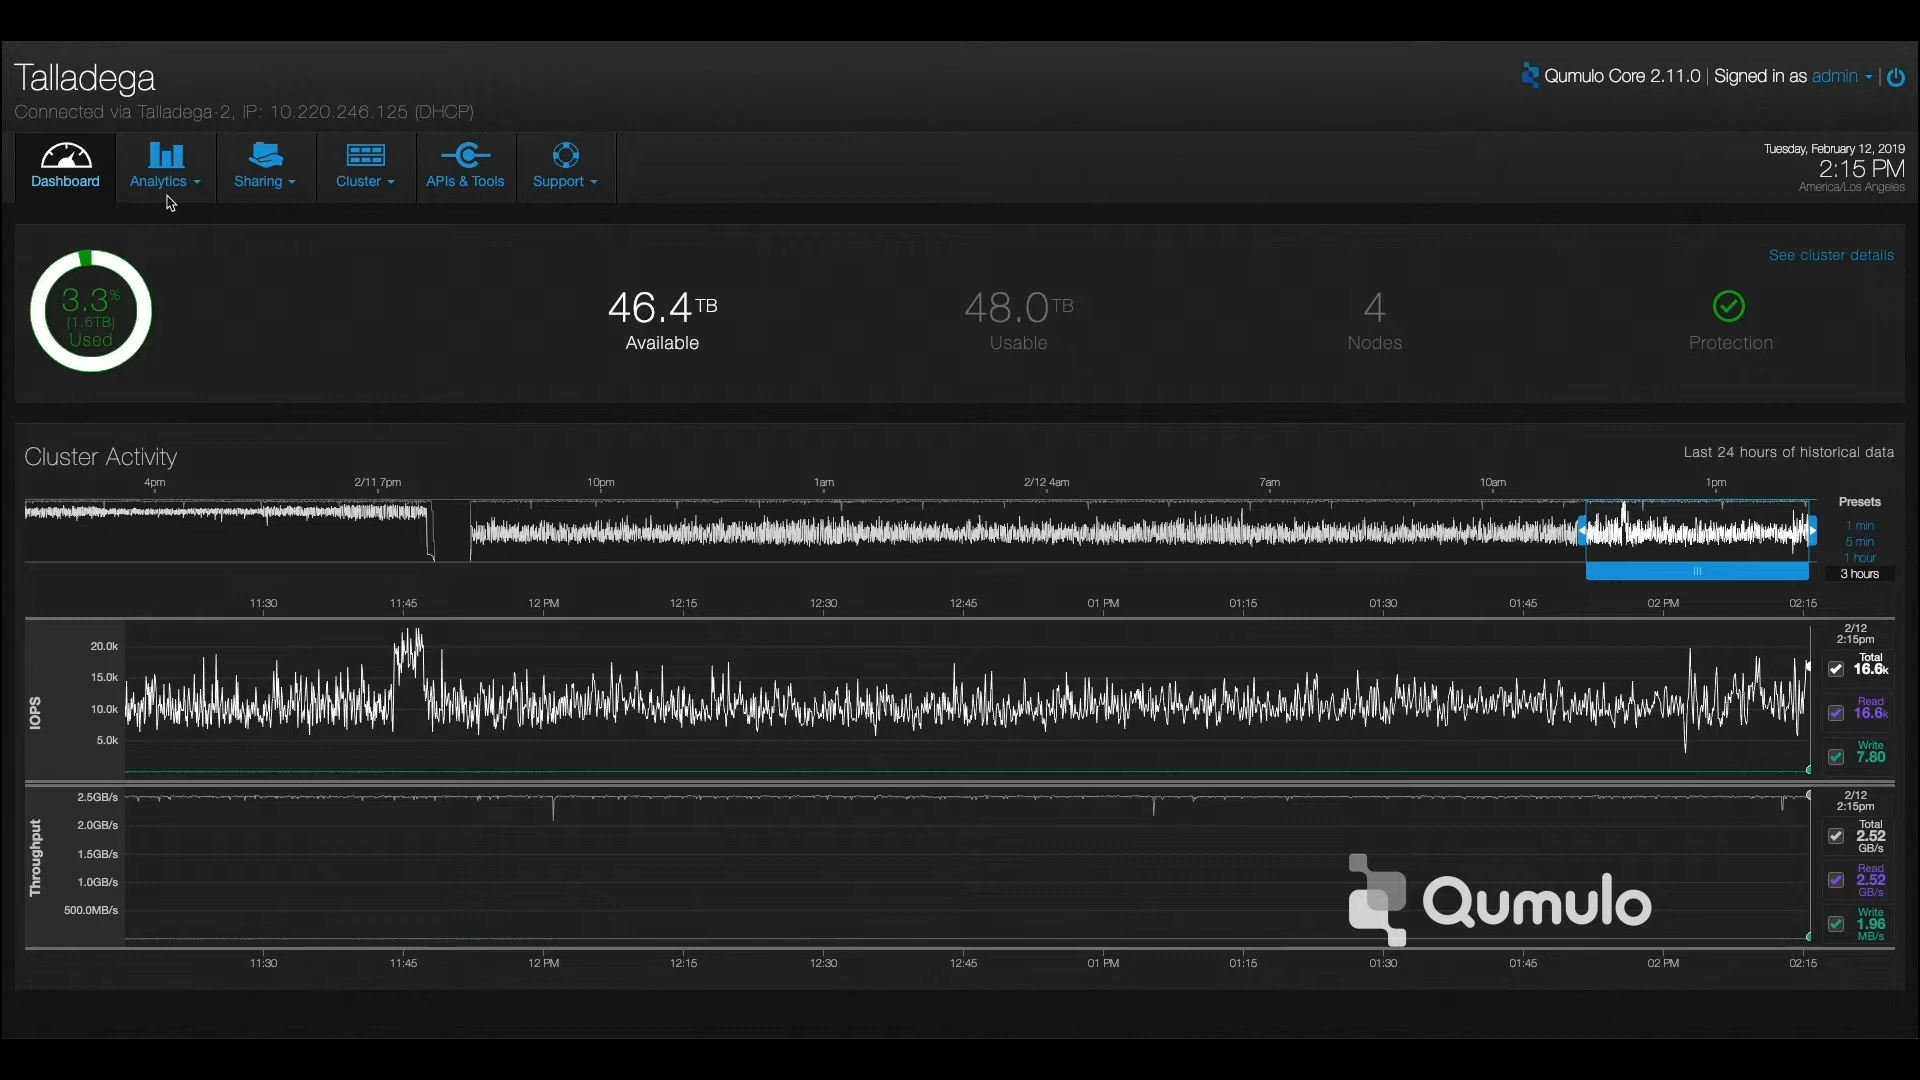 Talladega
Connected via Talladega-2, IP: 10.220.246.125 (DHCP)
Qumulo Core 2.11.0 | Signed in as admin
Dashboard
Analytics
Sharing
Cluster
APIs & Tools
Support
Tuesday, February 12, 2019
2:15 PM
America/Los Angeles
See cluster details
3.3%
(1.6TB)
Used
46.4TB
Available
48.0TB
Usable
4
Nodes
Protection
Cluster Activity
Last 24 hours of historical data
4pm 2/11 7pm 10pm 1am 2/12 4am 7am 10am 1pm
Presets
1 min
5 min
1 hour
3 hours
11:30 11:45 12 PM 12:15 12:30 12:45 01 PM 01:15 01:30 01:45 02 PM 02:15
IOPS
20.0k
15.0k
10.0k
5.0k
2/12
2:15pm
Total
16.6k
Read
16.6k
Write
7.80
Throughput
2.5GB/s
2.0GB/s
1.5GB/s
1.0GB/s
500.0MB/s
2/12
2:15pm
Total
2.52
GB/s
Read
2.52
GB/s
Write
1.96
MB/s
Qumulo
11:30 11:45 12 PM 12:15 12:30 12:45 01 PM 01:15 01:30 01:45 02 PM 02:15